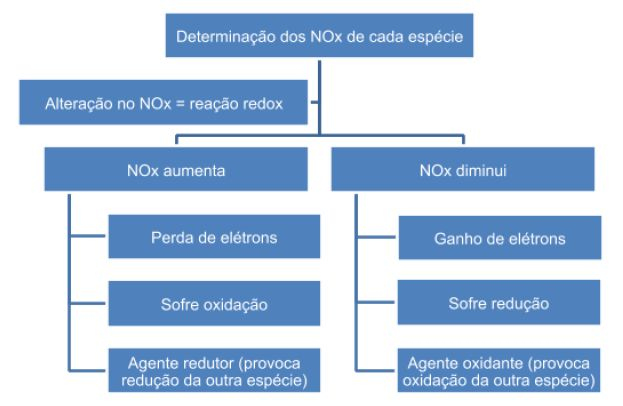 Determinação dos NOx de cada espécie
Alteração no NOx = reação redox
NOx aumenta
Perda de elétrons
Sofre oxidação
Agente redutor (provoca
redução da outra espécie)
NOx diminui
Ganho de elétrons
Sofre redução
Agente oxidante (provoca
oxidação da outra espécie)